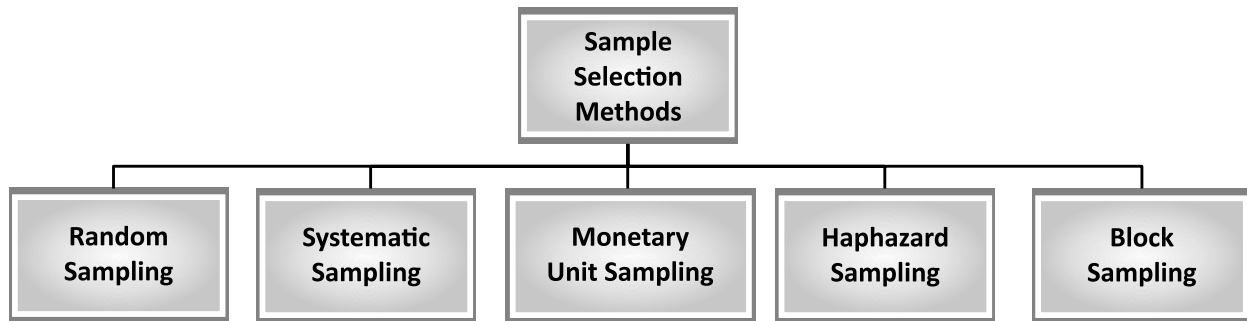 Sample
Selection
Methods
Random
Sampling
Systematic
Sampling
Monetary
Unit Sampling
Haphazard
Sampling
Block
Sampling